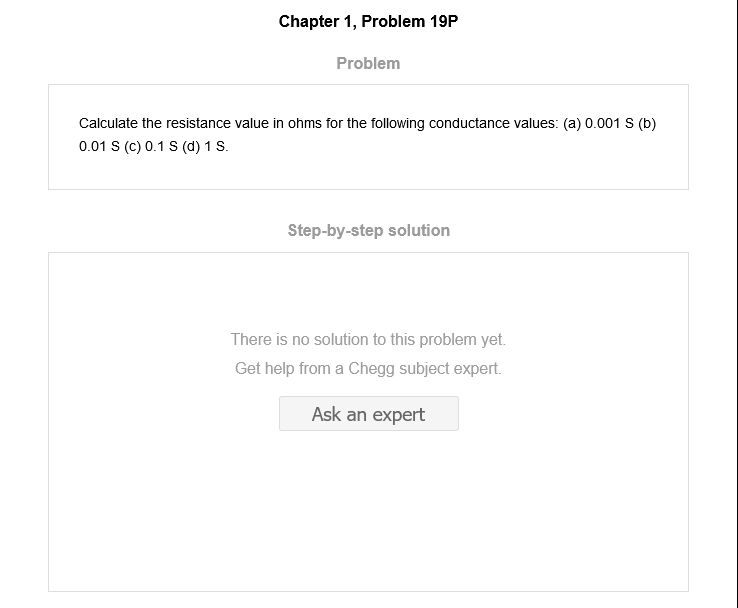 Chapter 1, Problem 19P
Problem
Calculate the resistance value in ohms for the following conductance values: (a) 0.001 S (b)
0.01 S (c) 0.1 S (d) 1 S.
Step-by-step solution
There is no solution to this problem yet.
Get help from a Chegg subject expert.
Ask an expert